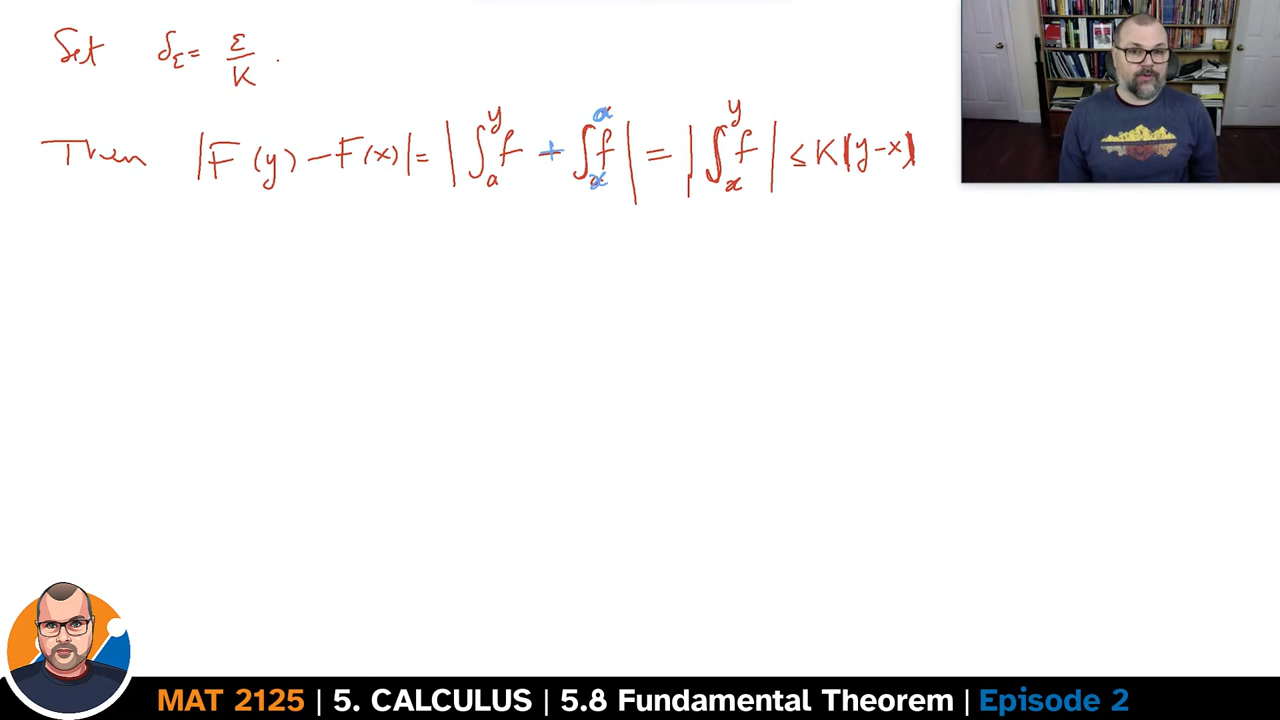 Set δ_ε = ε/K.
Then |F(y) − F(x)| = |∫_a^y f + ∫_x^a f| = |∫_x^y f| ≤ K|y−x|
MAT 2125 | 5. CALCULUS | 5.8 Fundamental Theorem | Episode 2